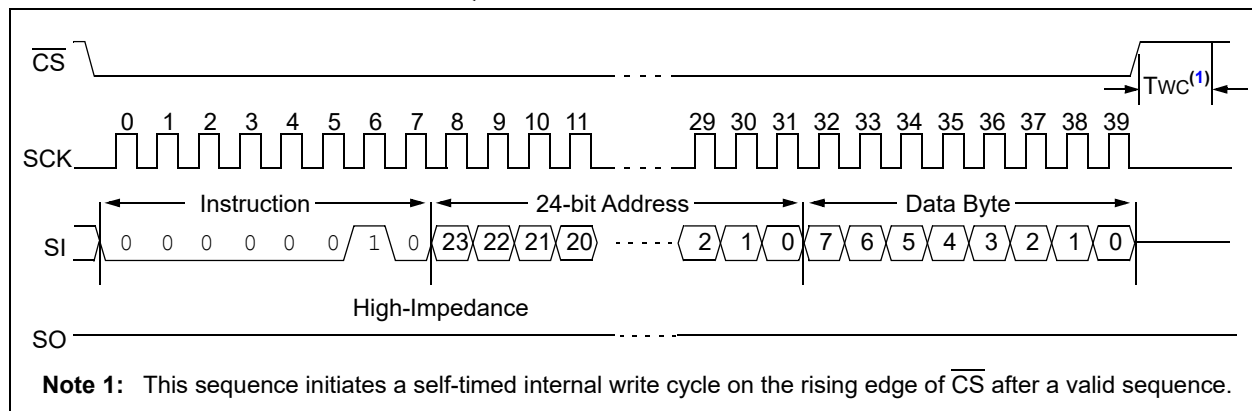 CS TWC(1)
0 1 2 3 4 5 6 7 8 9 10 11 29 30 31 32 33 34 35 36 37 38 39
SCK
Instruction 24-bit Address Data Byte
SI 0 0 0 0 0 0 1 0 23 22 21 20 2 1 0 7 6 5 4 3 2 1 0
High-Impedance
SO
Note 1: This sequence initiates a self-timed internal write cycle on the rising edge of CS after a valid sequence.